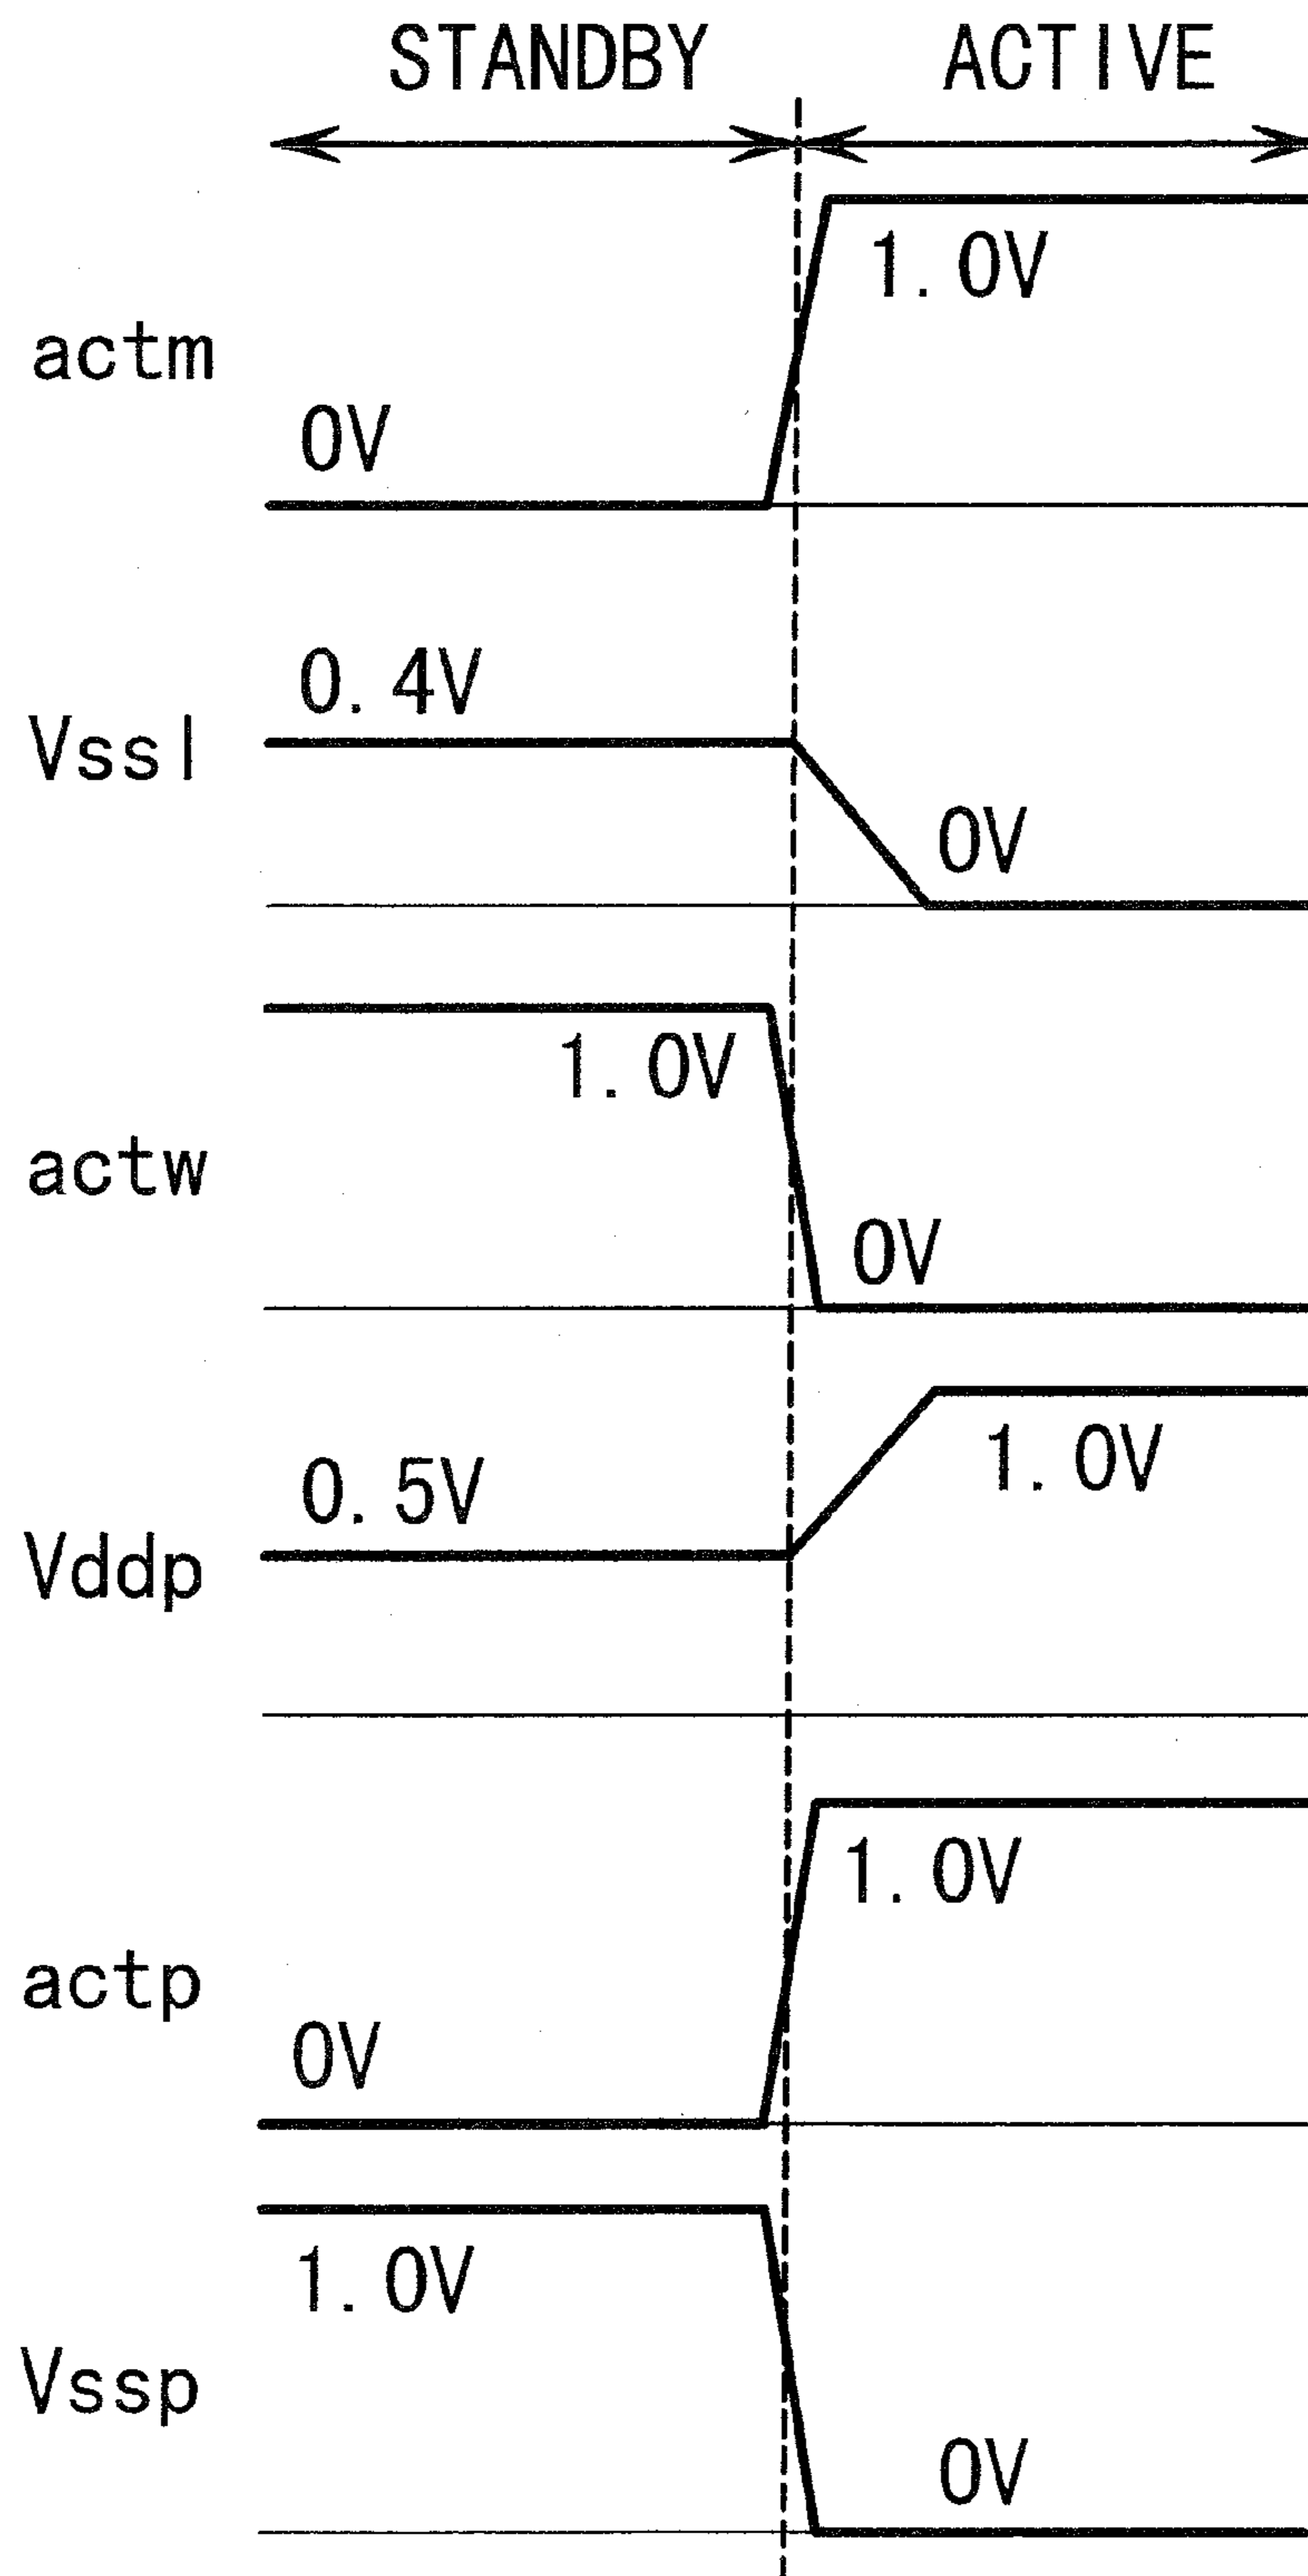 STANDBY ACTIVE
1.0V
actm
0V
0.4V
Vssl
0V
1.0V
actw
0V
1.0V
0.5V
Vddp
1.0V
actp
0V
1.0V
Vssp
0V